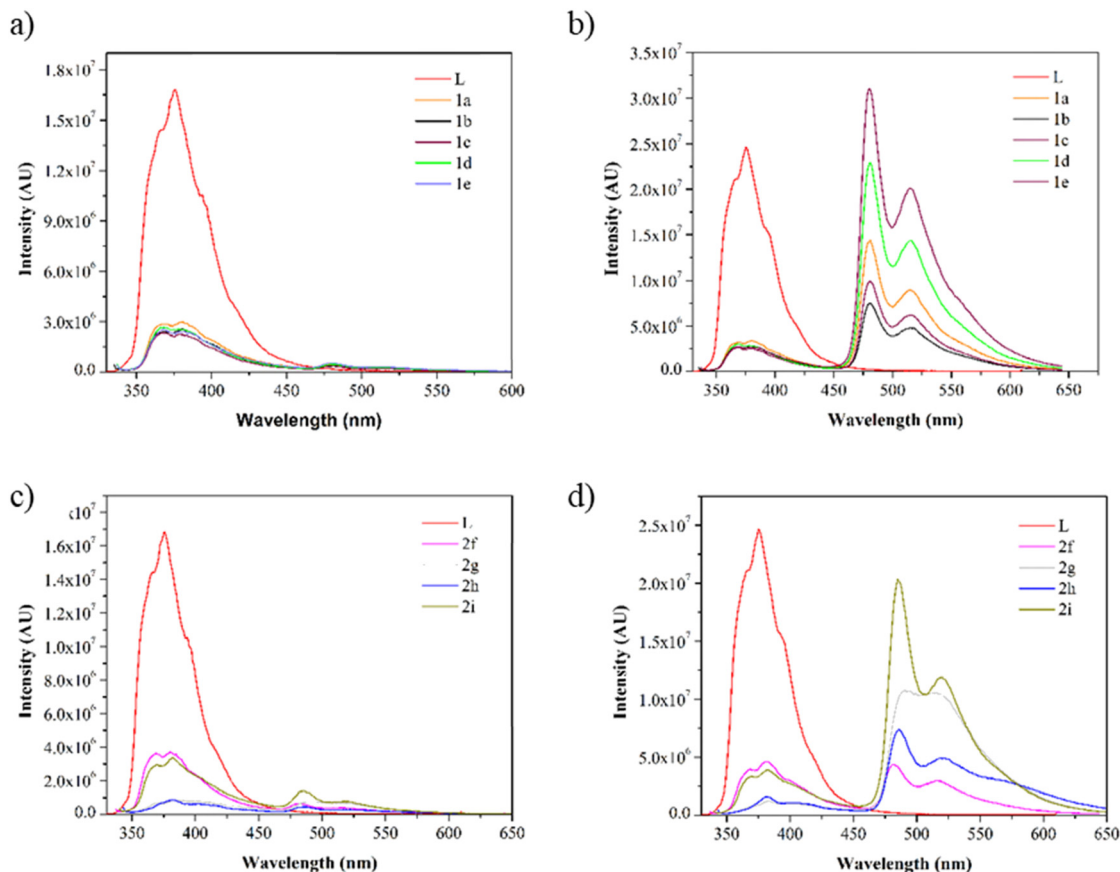 a)
1.8x10⁷
1.5x10⁷
1.2x10⁷
9.0x10⁶
6.0x10⁶
3.0x10⁶
0.0
Intensity (AU)
350 400 450 500 550 600
Wavelength (nm)
L
1a
1b
1c
1d
1e
b)
3.5x10⁷
3.0x10⁷
2.5x10⁷
2.0x10⁷
1.5x10⁷
1.0x10⁷
5.0x10⁶
0.0
Intensity (AU)
350 400 450 500 550 600 650
Wavelength (nm)
L
1a
1b
1c
1d
1e
c)
x10⁷
1.6x10⁷
1.4x10⁷
1.2x10⁷
1.0x10⁷
8.0x10⁶
6.0x10⁶
4.0x10⁶
2.0x10⁶
0.0
Intensity (AU)
350 400 450 500 550 600 650
Wavelength (nm)
L
2f
2g
2h
2i
d)
2.5x10⁷
2.0x10⁷
1.5x10⁷
1.0x10⁷
5.0x10⁶
0.0
Intensity (AU)
350 400 450 500 550 600 650
Wavelength (nm)
L
2f
2g
2h
2i